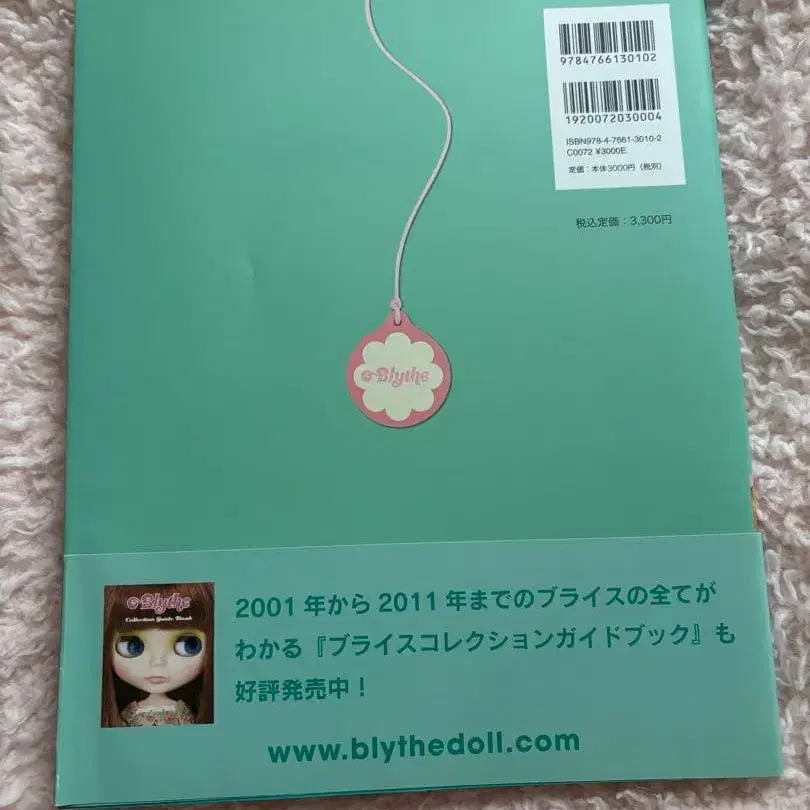 9784766130102
1920072030004
ISBN978-4-7661-3010-2
C0072 ¥3000E
定価：本体3000円（税別）
税込定価：3,300円
Blythe
Blythe
Collection Guide Book
2001年から2011年までのブライスの全てが
わかる『ブライスコレクションガイドブック』も
好評発売中！
www.blythedoll.com